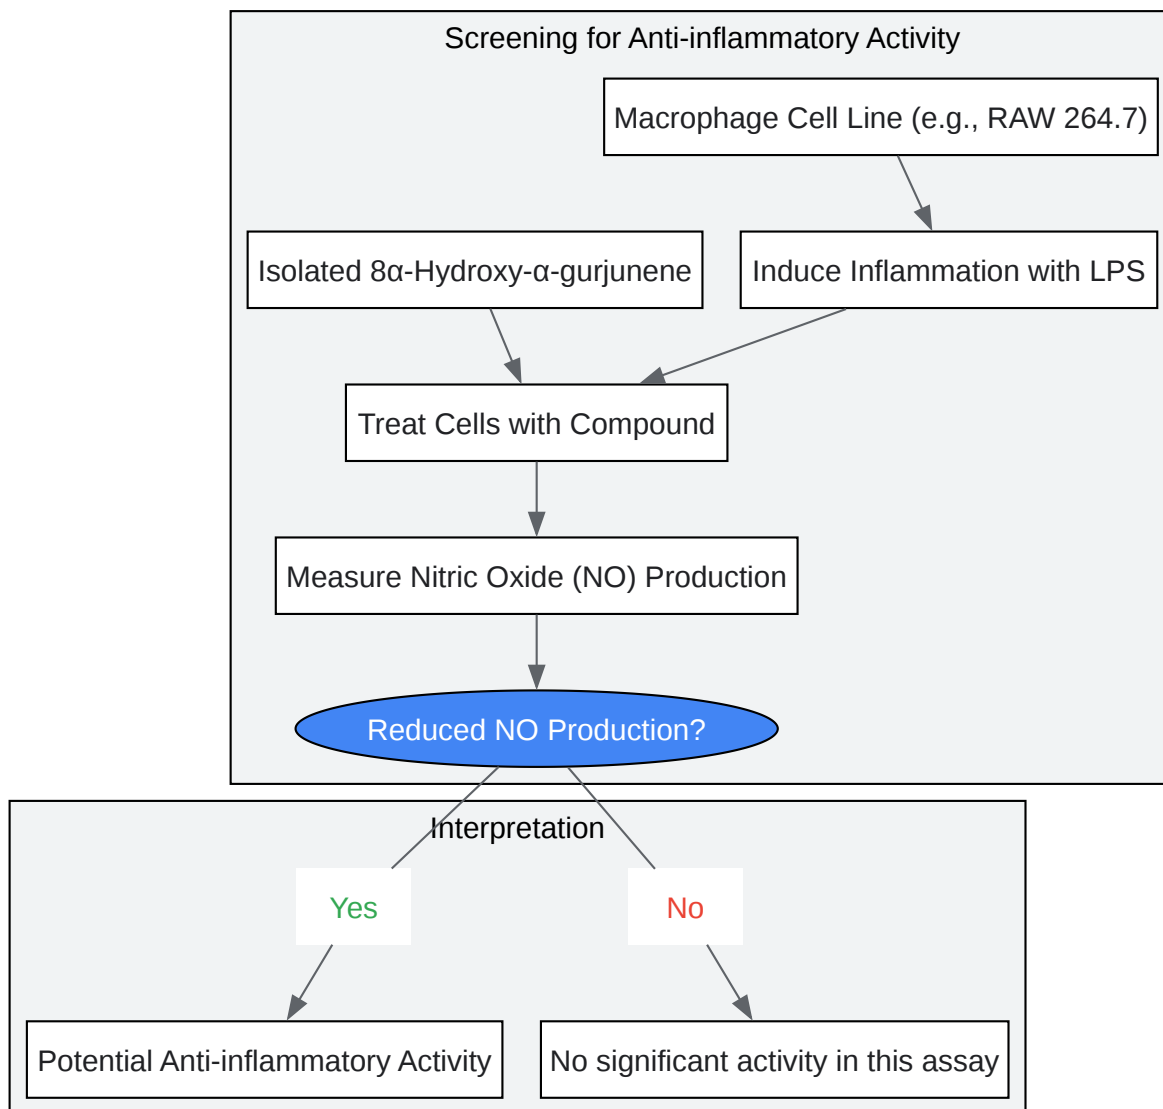 Screening for Anti-inflammatory Activity
Macrophage Cell Line (e.g., RAW 264.7)
Isolated 8α-Hydroxy-α-gurjunene
Induce Inflammation with LPS
Treat Cells with Compound
Measure Nitric Oxide (NO) Production
Reduced NO Production?
Interpretation
Yes
No
Potential Anti-inflammatory Activity
No significant activity in this assay